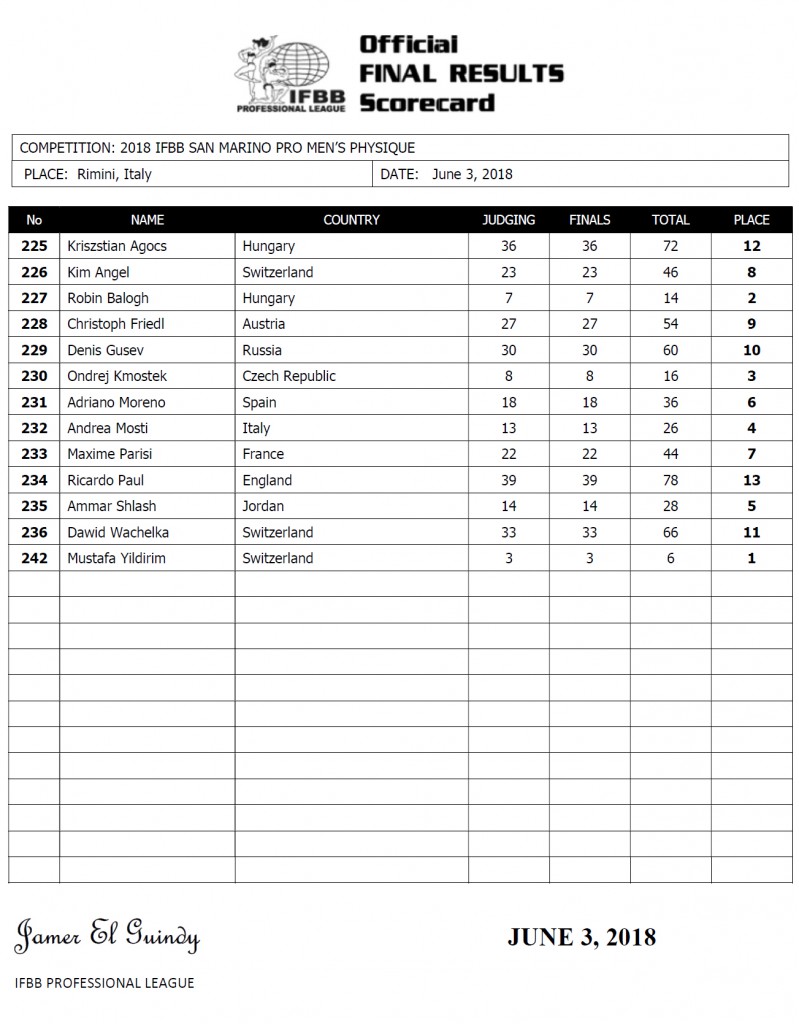 Official
FINAL RESULTS
Scorecard
IFBB
PROFESSIONAL LEAGUE
COMPETITION: 2018 IFBB SAN MARINO PRO MEN'S PHYSIQUE
PLACE: Rimini, Italy DATE: June 3, 2018
No NAME COUNTRY JUDGING FINALS TOTAL PLACE
225 Kriszstian Agocs Hungary 36 36 72 12
226 Kim Angel Switzerland 23 23 46 8
227 Robin Balogh Hungary 7 7 14 2
228 Christoph Friedl Austria 27 27 54 9
229 Denis Gusev Russia 30 30 60 10
230 Ondrej Kmostek Czech Republic 8 8 16 3
231 Adriano Moreno Spain 18 18 36 6
232 Andrea Mosti Italy 13 13 26 4
233 Maxime Parisi France 22 22 44 7
234 Ricardo Paul England 39 39 78 13
235 Ammar Shlash Jordan 14 14 28 5
236 Dawid Wachelka Switzerland 33 33 66 11
242 Mustafa Yildirim Switzerland 3 3 6 1
Jamer El Guindy JUNE 3, 2018
IFBB PROFESSIONAL LEAGUE